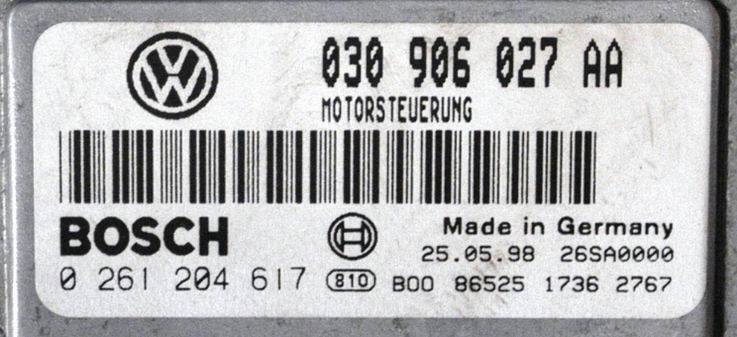 030 906 027 AA
MOTORSTEUERUNG
BOSCH
Made in Germany
25.05.98 26SA0000
0 261 204 617 810 B00 86525 1736 2767